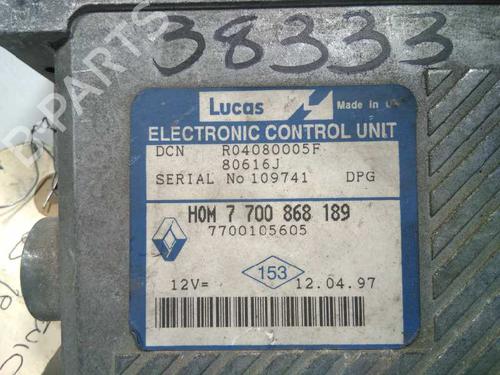 38333
Lucas Made in U
ELECTRONIC CONTROL UNIT
DCN R04080005F
80616J
SERIAL No 109741 DPG
HOM 7 700 868 189
7700105605
153
12V= 12.04.97
B-PARTS